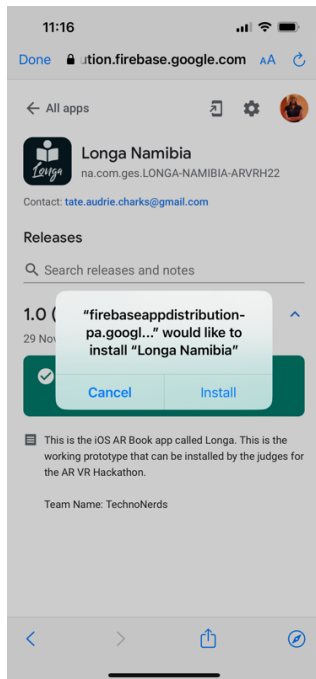 11:16
Done
ution.firebase.google.com
AA
All apps
Longa
Longa Namibia
na.com.ges.LONGA-NAMIBIA-ARVRH22
Contact: tate.audrie.charks@gmail.com
Releases
Search releases and notes
1.0 (
29 Nov
“firebaseappdistribution-
pa.googl...” would like to
install “Longa Namibia”
Cancel
Install
This is the iOS AR Book app called Longa. This is the
working prototype that can be installed by the judges for
the AR VR Hackathon.
Team Name: TechnoNerds